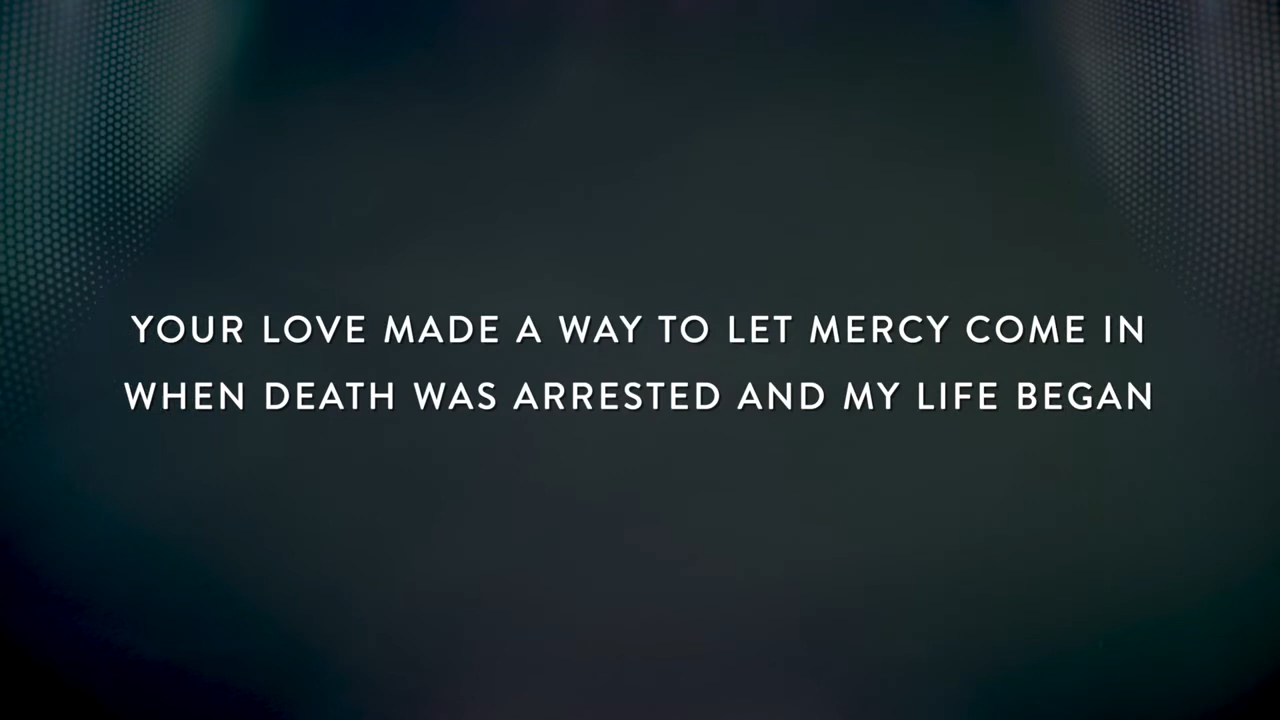 YOUR LOVE MADE A WAY TO LET MERCY COME IN
WHEN DEATH WAS ARRESTED AND MY LIFE BEGAN